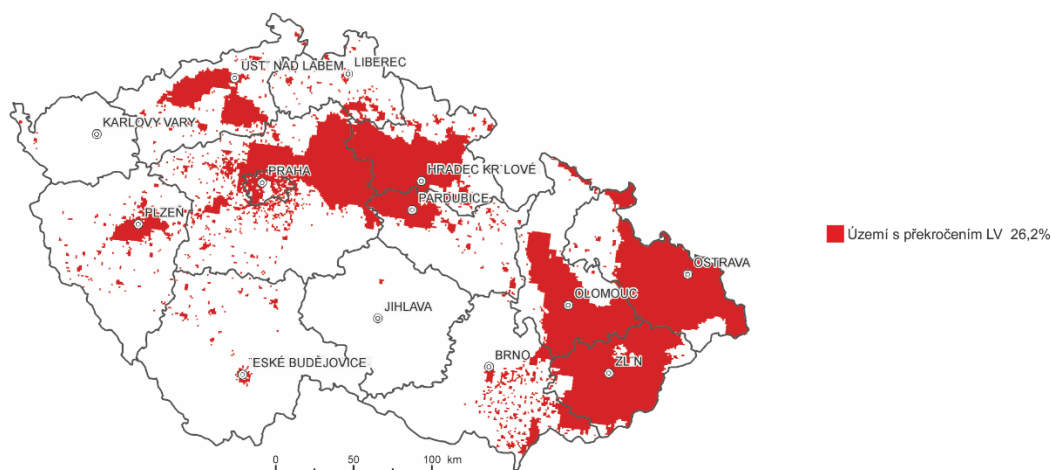 ÚST. NAD LABEM
LIBEREC
KARLOVY VARY
PRAHA
HRADEC KR LOVÉ
PARDUBICE
PLZEŇ
Území s překročením LV 26,2%
OSTRAVA
OLOMOUC
JIHLAVA
BRNO
ZL N
ESKÉ BUDĚJOVICE
0 50 100 km